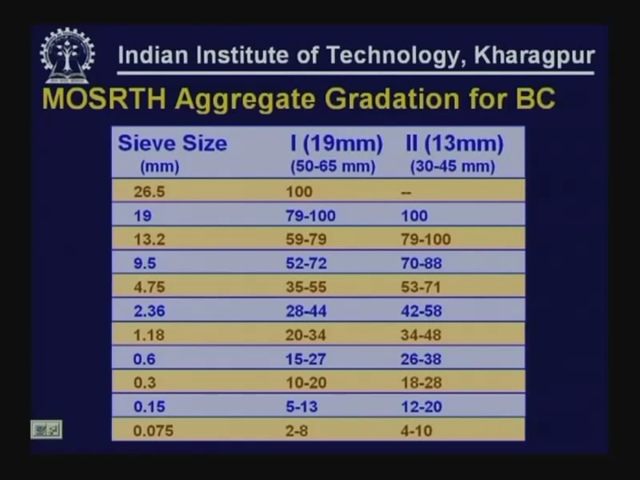 Indian Institute of Technology, Kharagpur
MOSRTH Aggregate Gradation for BC
Sieve Size I (19mm) II (13mm)
(mm) (50-65 mm) (30-45 mm)
26.5 100 --
19 79-100 100
13.2 59-79 79-100
9.5 52-72 70-88
4.75 35-55 53-71
2.36 28-44 42-58
1.18 20-34 34-48
0.6 15-27 26-38
0.3 10-20 18-28
0.15 5-13 12-20
0.075 2-8 4-10